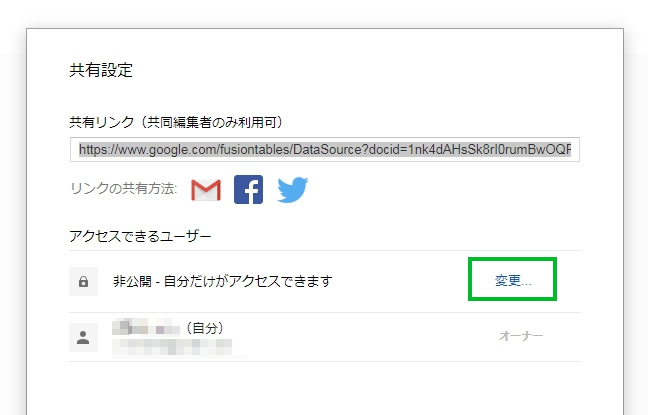 共有設定
共有リンク（共同編集者のみ利用可）
https://www.google.com/fusiontables/DataSource?docid=1nk4dAHsSk8rI0rumBwOQP
リンクの共有方法:
アクセスできるユーザー
非公開 - 自分だけがアクセスできます
変更...
（自分）
オーナー